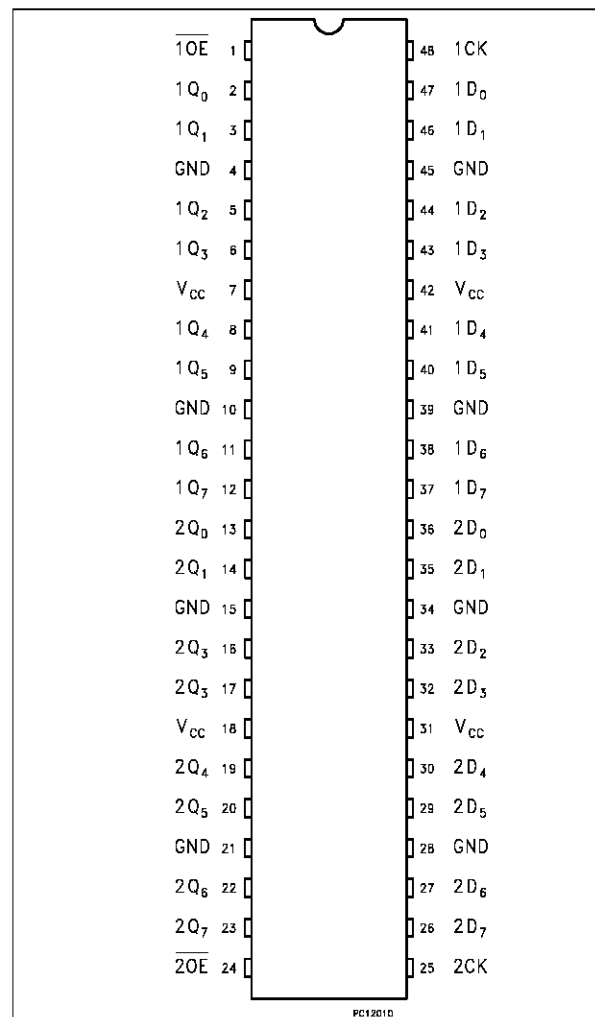 1OE 1 48 1CK
1Q0 2 47 1D0
1Q1 3 46 1D1
GND 4 45 GND
1Q2 5 44 1D2
1Q3 6 43 1D3
VCC 7 42 VCC
1Q4 8 41 1D4
1Q5 9 40 1D5
GND 10 39 GND
1Q6 11 38 1D6
1Q7 12 37 1D7
2Q0 13 36 2D0
2Q1 14 35 2D1
GND 15 34 GND
2Q3 16 33 2D2
2Q3 17 32 2D3
VCC 18 31 VCC
2Q4 19 30 2D4
2Q5 20 29 2D5
GND 21 28 GND
2Q6 22 27 2D6
2Q7 23 26 2D7
2OE 24 25 2CK
PC12010